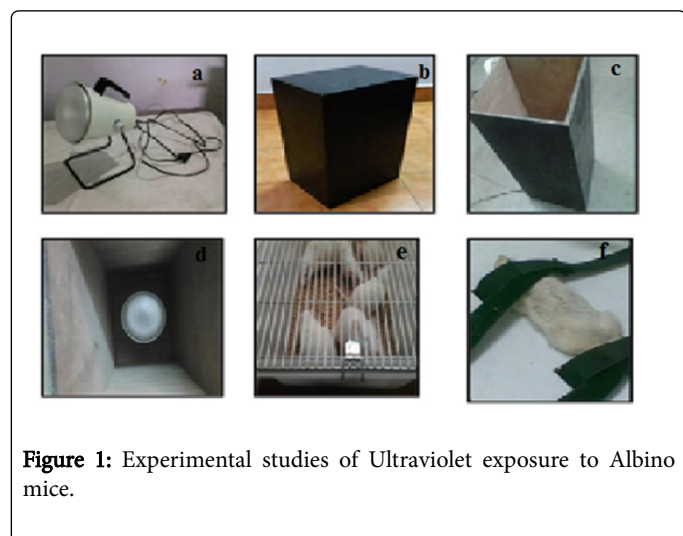 a
b
c
d
e
f
Figure 1: Experimental studies of Ultraviolet exposure to Albino
mice.